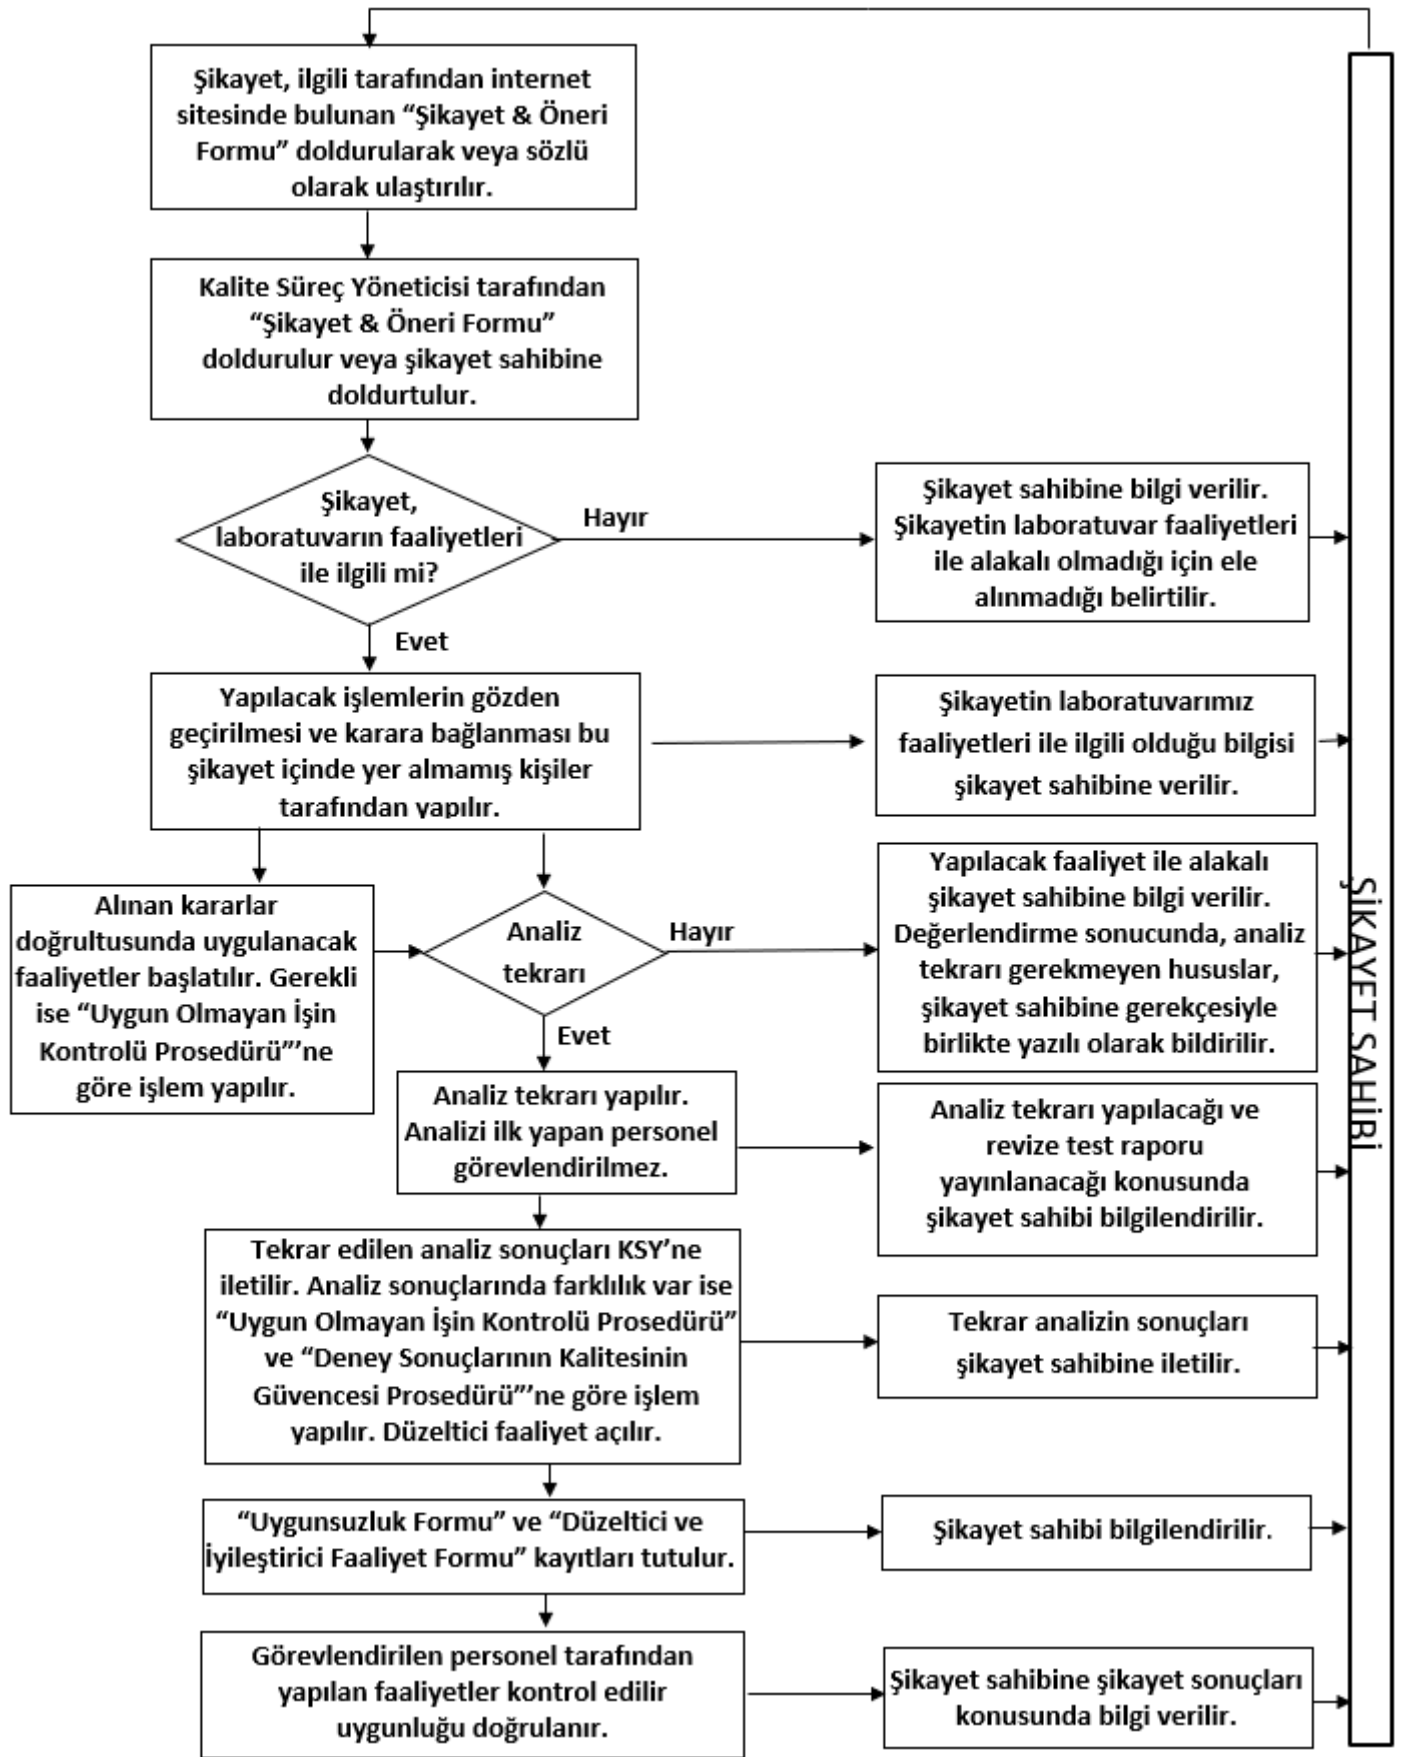 Şikayet, ilgili tarafından internet
sitesinde bulunan “Şikayet & Öneri
Formu” doldurularak veya sözlü
olarak ulaştırılır.
Kalite Süreç Yöneticisi tarafından
“Şikayet & Öneri Formu”
doldurulur veya şikayet sahibine
doldurtulur.
Şikayet,
laboratuvarın faaliyetleri
ile ilgili mi?
Hayır
Şikayet sahibine bilgi verilir.
Şikayetin laboratuvar faaliyetleri
ile alakalı olmadığı için ele
alınmadığı belirtilir.
Evet
Yapılacak işlemlerin gözden
geçirilmesi ve karara bağlanması bu
şikayet içinde yer almamış kişiler
tarafından yapılır.
Şikayetin laboratuvarımız
faaliyetleri ile ilgili olduğu bilgisi
şikayet sahibine verilir.
Alınan kararlar
doğrultusunda uygulanacak
faaliyetler başlatılır. Gerekli
ise “Uygun Olmayan İşin
Kontrolü Prosedürü”’ne
göre işlem yapılır.
Analiz
tekrarı
Hayır
Yapılacak faaliyet ile alakalı
şikayet sahibine bilgi verilir.
Değerlendirme sonucunda, analiz
tekrarı gerekmeyen hususlar,
şikayet sahibine gerekçesiyle
birlikte yazılı olarak bildirilir.
Evet
Analiz tekrarı yapılır.
Analizi ilk yapan personel
görevlendirilmez.
Analiz tekrarı yapılacağı ve
revize test raporu
yayınlanacağı konusunda
şikayet sahibi bilgilendirilir.
Tekrar edilen analiz sonuçları KSY’ne
iletilir. Analiz sonuçlarında farklılık var ise
“Uygun Olmayan İşin Kontrolü Prosedürü”
ve “Deney Sonuçlarının Kalitesinin
Güvencesi Prosedürü”’ne göre işlem
yapılır. Düzeltici faaliyet açılır.
Tekrar analizin sonuçları
şikayet sahibine iletilir.
“Uygunsuzluk Formu” ve “Düzeltici ve
İyileştirici Faaliyet Formu” kayıtları tutulur.
Şikayet sahibi bilgilendirilir.
Görevlendirilen personel tarafından
yapılan faaliyetler kontrol edilir
uygunluğu doğrulanır.
Şikayet sahibine şikayet sonuçları
konusunda bilgi verilir.
ŞİKAYET SAHİBİ